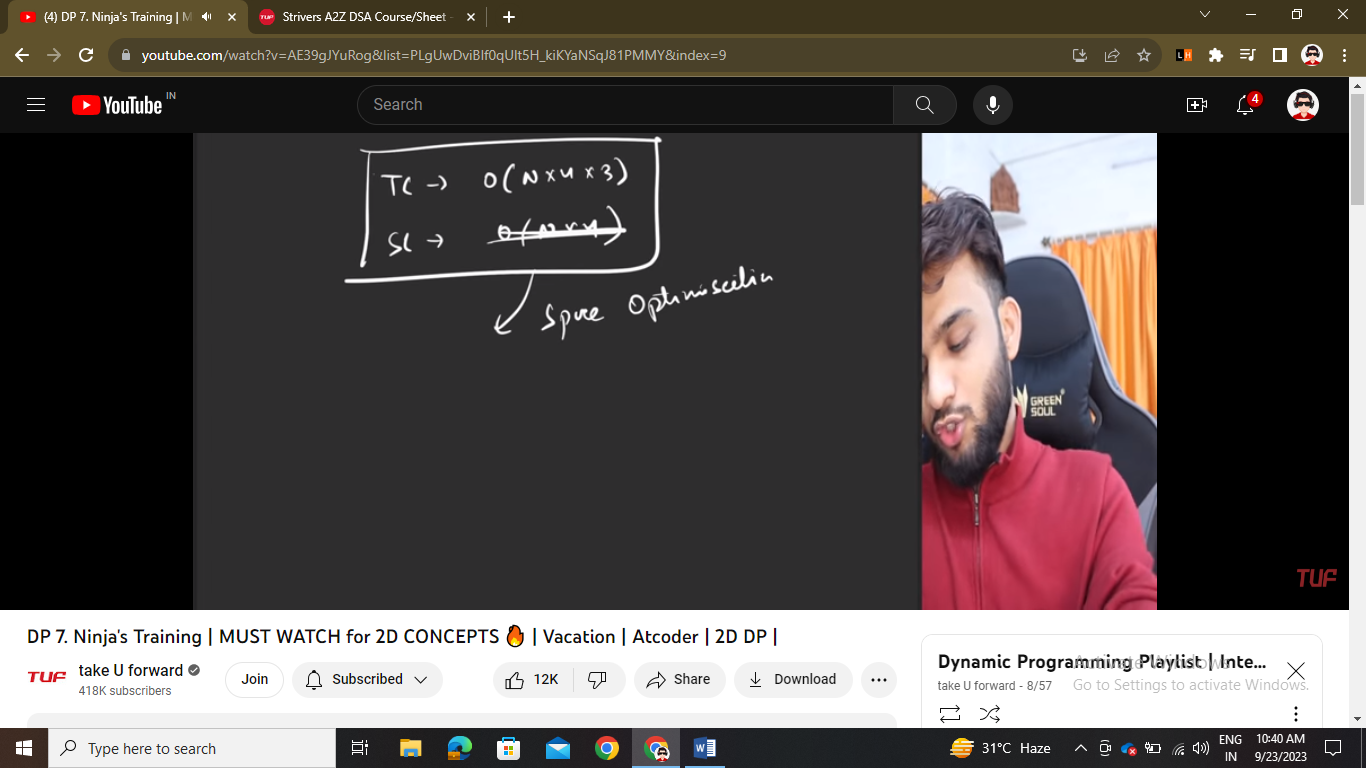 (4) DP 7. Ninja's Training | M
Strivers A2Z DSA Course/Sheet -
youtube.com/watch?v=AE39gJYuRog&list=PLgUwDviBIf0qUlt5H_kiKYaNSqJ81PMMY&index=9
YouTube IN
Search
4
TC → O(N×4×3)
SC → O(N×4)
Space Optimisation
GREEN SOUL
TUF
DP 7. Ninja's Training | MUST WATCH for 2D CONCEPTS 🔥 | Vacation | Atcoder | 2D DP |
TUF
take U forward
418K subscribers
Join
Subscribed
12K
Share
Download
Dynamic Programming Playlist | Inte...
take U forward - 8/57
Activate Windows
Go to Settings to activate Windows.
Type here to search
31°C Haze
ENG
IN
10:40 AM
9/23/2023